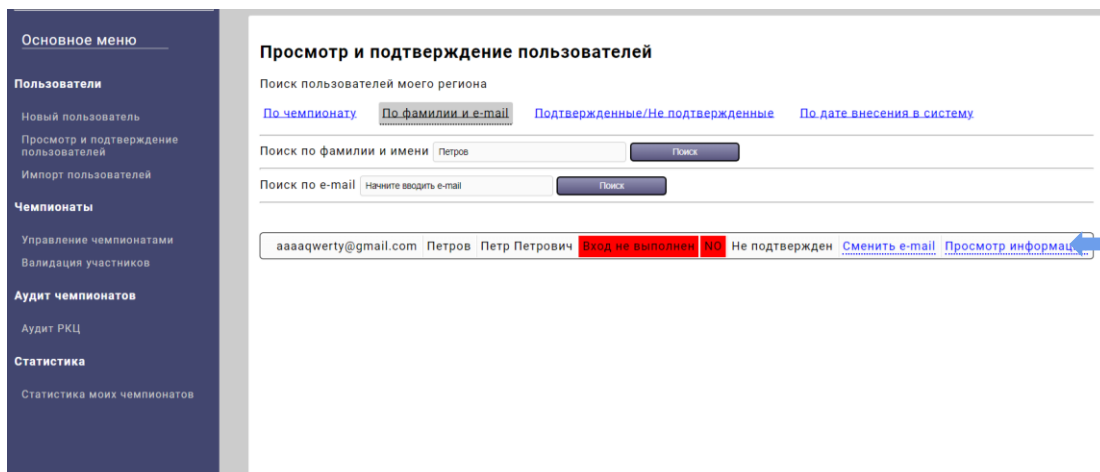 Основное меню
Пользователи
Новый пользователь
Просмотр и подтверждение
пользователей
Импорт пользователей
Чемпионаты
Управление чемпионатами
Валидация участников
Аудит чемпионатов
Аудит РКЦ
Статистика
Статистика моих чемпионатов
Просмотр и подтверждение пользователей
Поиск пользователей моего региона
По чемпионату По фамилии и e-mail Подтвержденные/Не подтвержденные По дате внесения в систему
Поиск по фамилии и имени Петров Поиск
Поиск по e-mail Начните вводить e-mail Поиск
aaaaqwerty@gmail.com Петров Петр Петрович Вход не выполнен NO Не подтвержден Сменить e-mail Просмотр